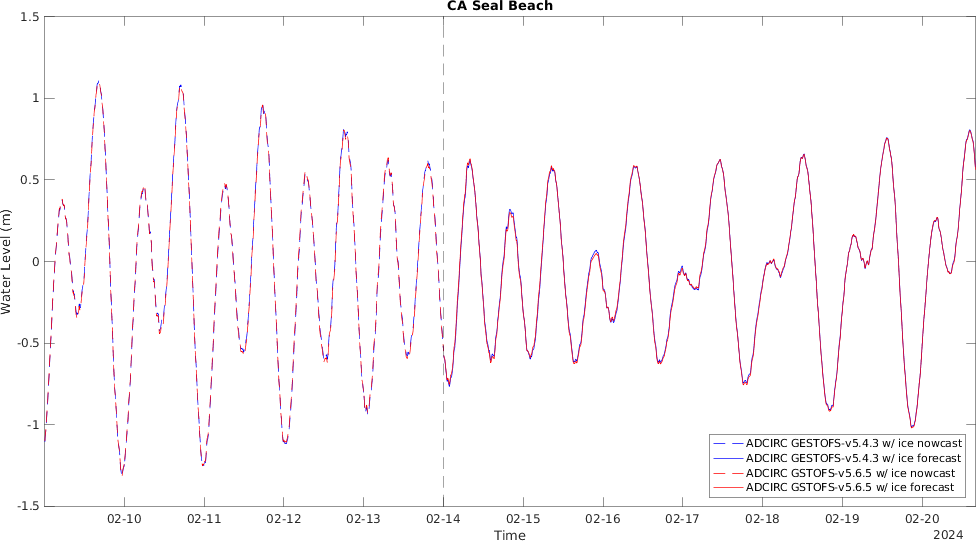 CA Seal Beach
1.5
1
0.5
0
-0.5
-1
-1.5
Water Level (m)
ADCIRC GESTOFS-v5.4.3 w/ ice nowcast
ADCIRC GESTOFS-v5.4.3 w/ ice forecast
ADCIRC GSTOFS-v5.6.5 w/ ice nowcast
ADCIRC GSTOFS-v5.6.5 w/ ice forecast
02-10 02-11 02-12 02-13 02-14 02-15 02-16 02-17 02-18 02-19 02-20
Time
2024